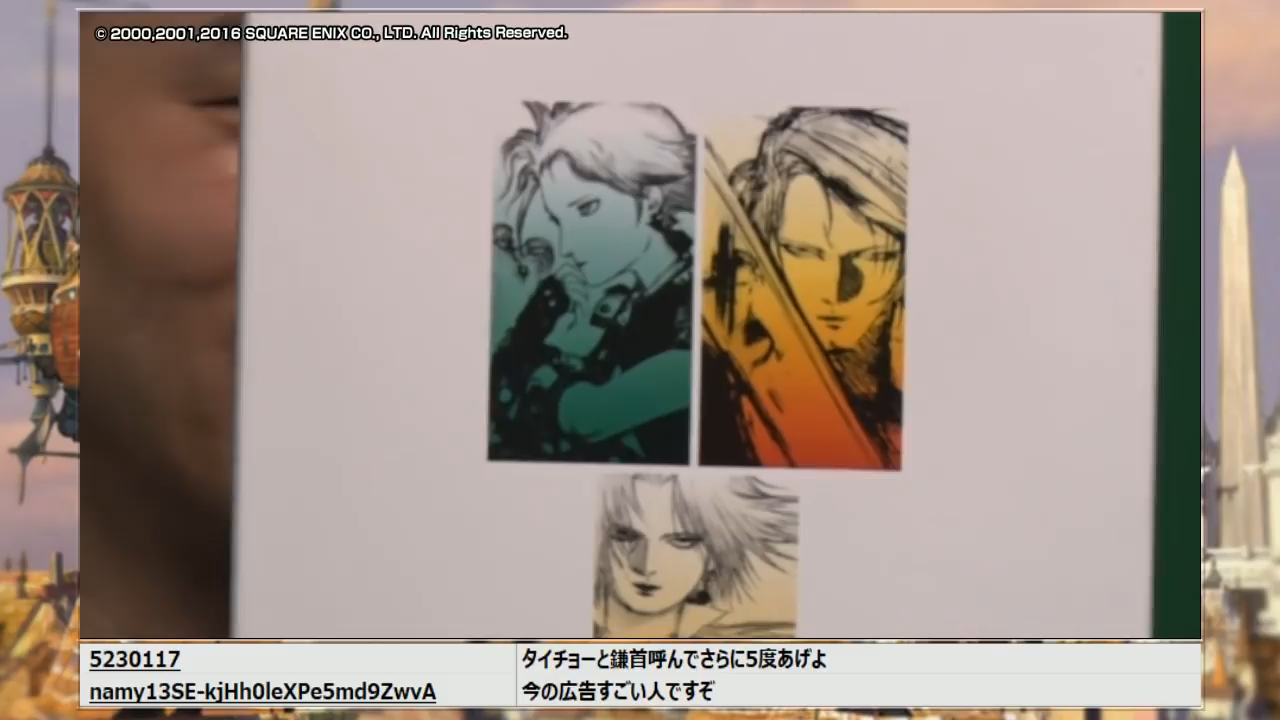 © 2000,2001,2016 SQUARE ENIX CO., LTD. All Rights Reserved.
5230117 タイチョーと鎌首呼んでさらに5度あげよ
namy13SE-kjHh0leXPe5md9ZwvA 今の広告すごい人ですぞ